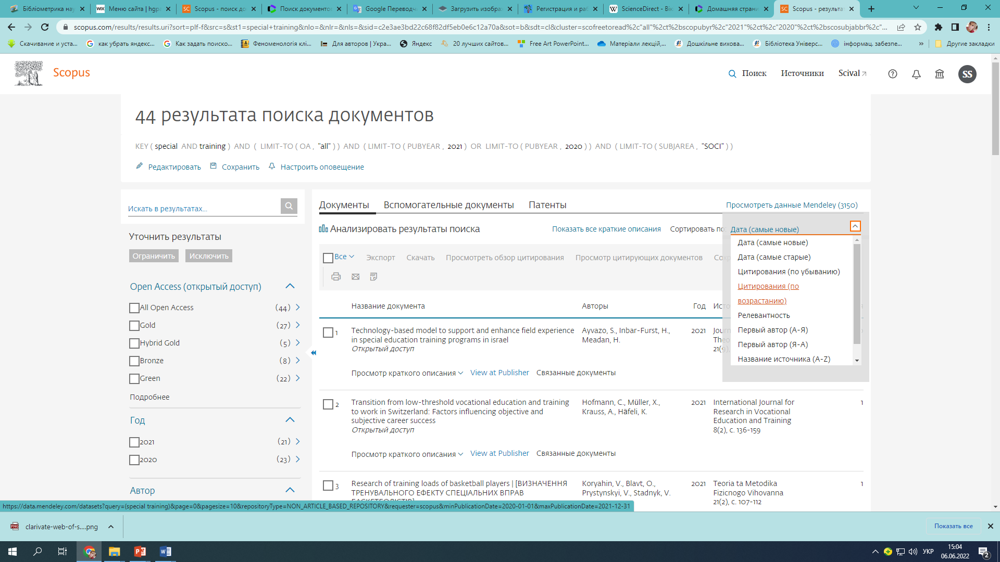 Бібліометрика нау
Меню сайта | hgpa
Scopus - поиск до
Поиск документо
Google Переводч
Загрузить изобра
Регистрация и ра
ScienceDirect - Ві
Домашняя страни
Scopus - результа
scopus.com/results/results.uri?sort=plf-f&src=s&st1=special+training&nlo=&nlr=&nls=&sid=c2e3ae3bd22c68f82df5eb0e6c12a70a&sot=b&sdt=cl&cluster=scofreetoread%2c"all"%2ct%2bscopubyr%2c"2021"%2ct%2c"2020"%2ct%2bscosubjabbr%2c"...
Скачивание и уста...
как убрать яндекс...
Как задать поиско...
Феноменологія клі...
Для авторов | Укра...
Яндекс
20 лучших сайтов...
Free Art PowerPoint...
Матеріали лекцій,...
Дошкільне вихова...
Бібліотека Універс...
інформац. забезпе...
»
Другие закладки
Scopus
Поиск
Источники
Scival
SS
44 результата поиска документов
KEY ( special AND training ) AND ( LIMIT-TO ( OA , "all" ) ) AND ( LIMIT-TO ( PUBYEAR , 2021 ) OR LIMIT-TO ( PUBYEAR , 2020 ) ) AND ( LIMIT-TO ( SUBJAREA , "SOCI" ) )
Редактировать
Сохранить
Настроить оповещение
Искать в результатах...
Уточнить результаты
Ограничить
Исключить
Open Access (открытый доступ)
All Open Access (44)
Gold (27)
Hybrid Gold (5)
Bronze (8)
Green (22)
Подробнее
Год
2021 (21)
2020 (23)
Автор
Документы
Вспомогательные документы
Патенты
Просмотреть данные Mendeley (3150)
Анализировать результаты поиска
Показать все краткие описания
Сортировать по
Дата (самые новые)
Дата (самые новые)
Дата (самые старые)
Цитирования (по убыванию)
Цитирования (по
возрастанию)
Релевантность
Первый автор (А-Я)
Первый автор (Я-А)
Название источника (A-Z)
Все
Экспорт
Скачать
Просмотреть обзор цитирования
Просмотр цитирующих документов
Название документа
Авторы
Год
1
Technology-based model to support and enhance field experience
in special education training programs in israel
Открытый доступ
Ayvazo, S., Inbar-Furst, H.,
Meadan, H.
2021
Journ
Theo
21(9),
Просмотр краткого описания
View at Publisher
Связанные документы
2
Transition from low-threshold vocational education and training
to work in Switzerland: Factors influencing objective and
subjective career success
Открытый доступ
Hofmann, C., Müller, X.,
Krauss, A., Häfeli, K.
2021
International Journal for
Research in Vocational
Education and Training
8(2), с. 136-159
1
Просмотр краткого описания
View at Publisher
Связанные документы
3
Research of training loads of basketball players | [ВИЗНАЧЕННЯ
ТРЕНУВАЛЬНОГО ЕФЕКТУ СПЕЦІАЛЬНИХ ВПРАВ
Koryahin, V., Blavt, O.,
Prystynskyi, V., Stadnyk, V.
2021
Teoria ta Metodika
Fizicnogo Vihovanna
21(2), с. 107-112
1
https://data.mendeley.com/datasets?query=(special training)&page=0&pagesize=10&repositoryType=NON_ARTICLE_BASED_REPOSITORY&requester=scopus&minPublicationDate=2020-01-01&maxPublicationDate=2021-12-31
clarivate-web-of-s....png
Показать все
УКР
15:04
06.06.2022
2